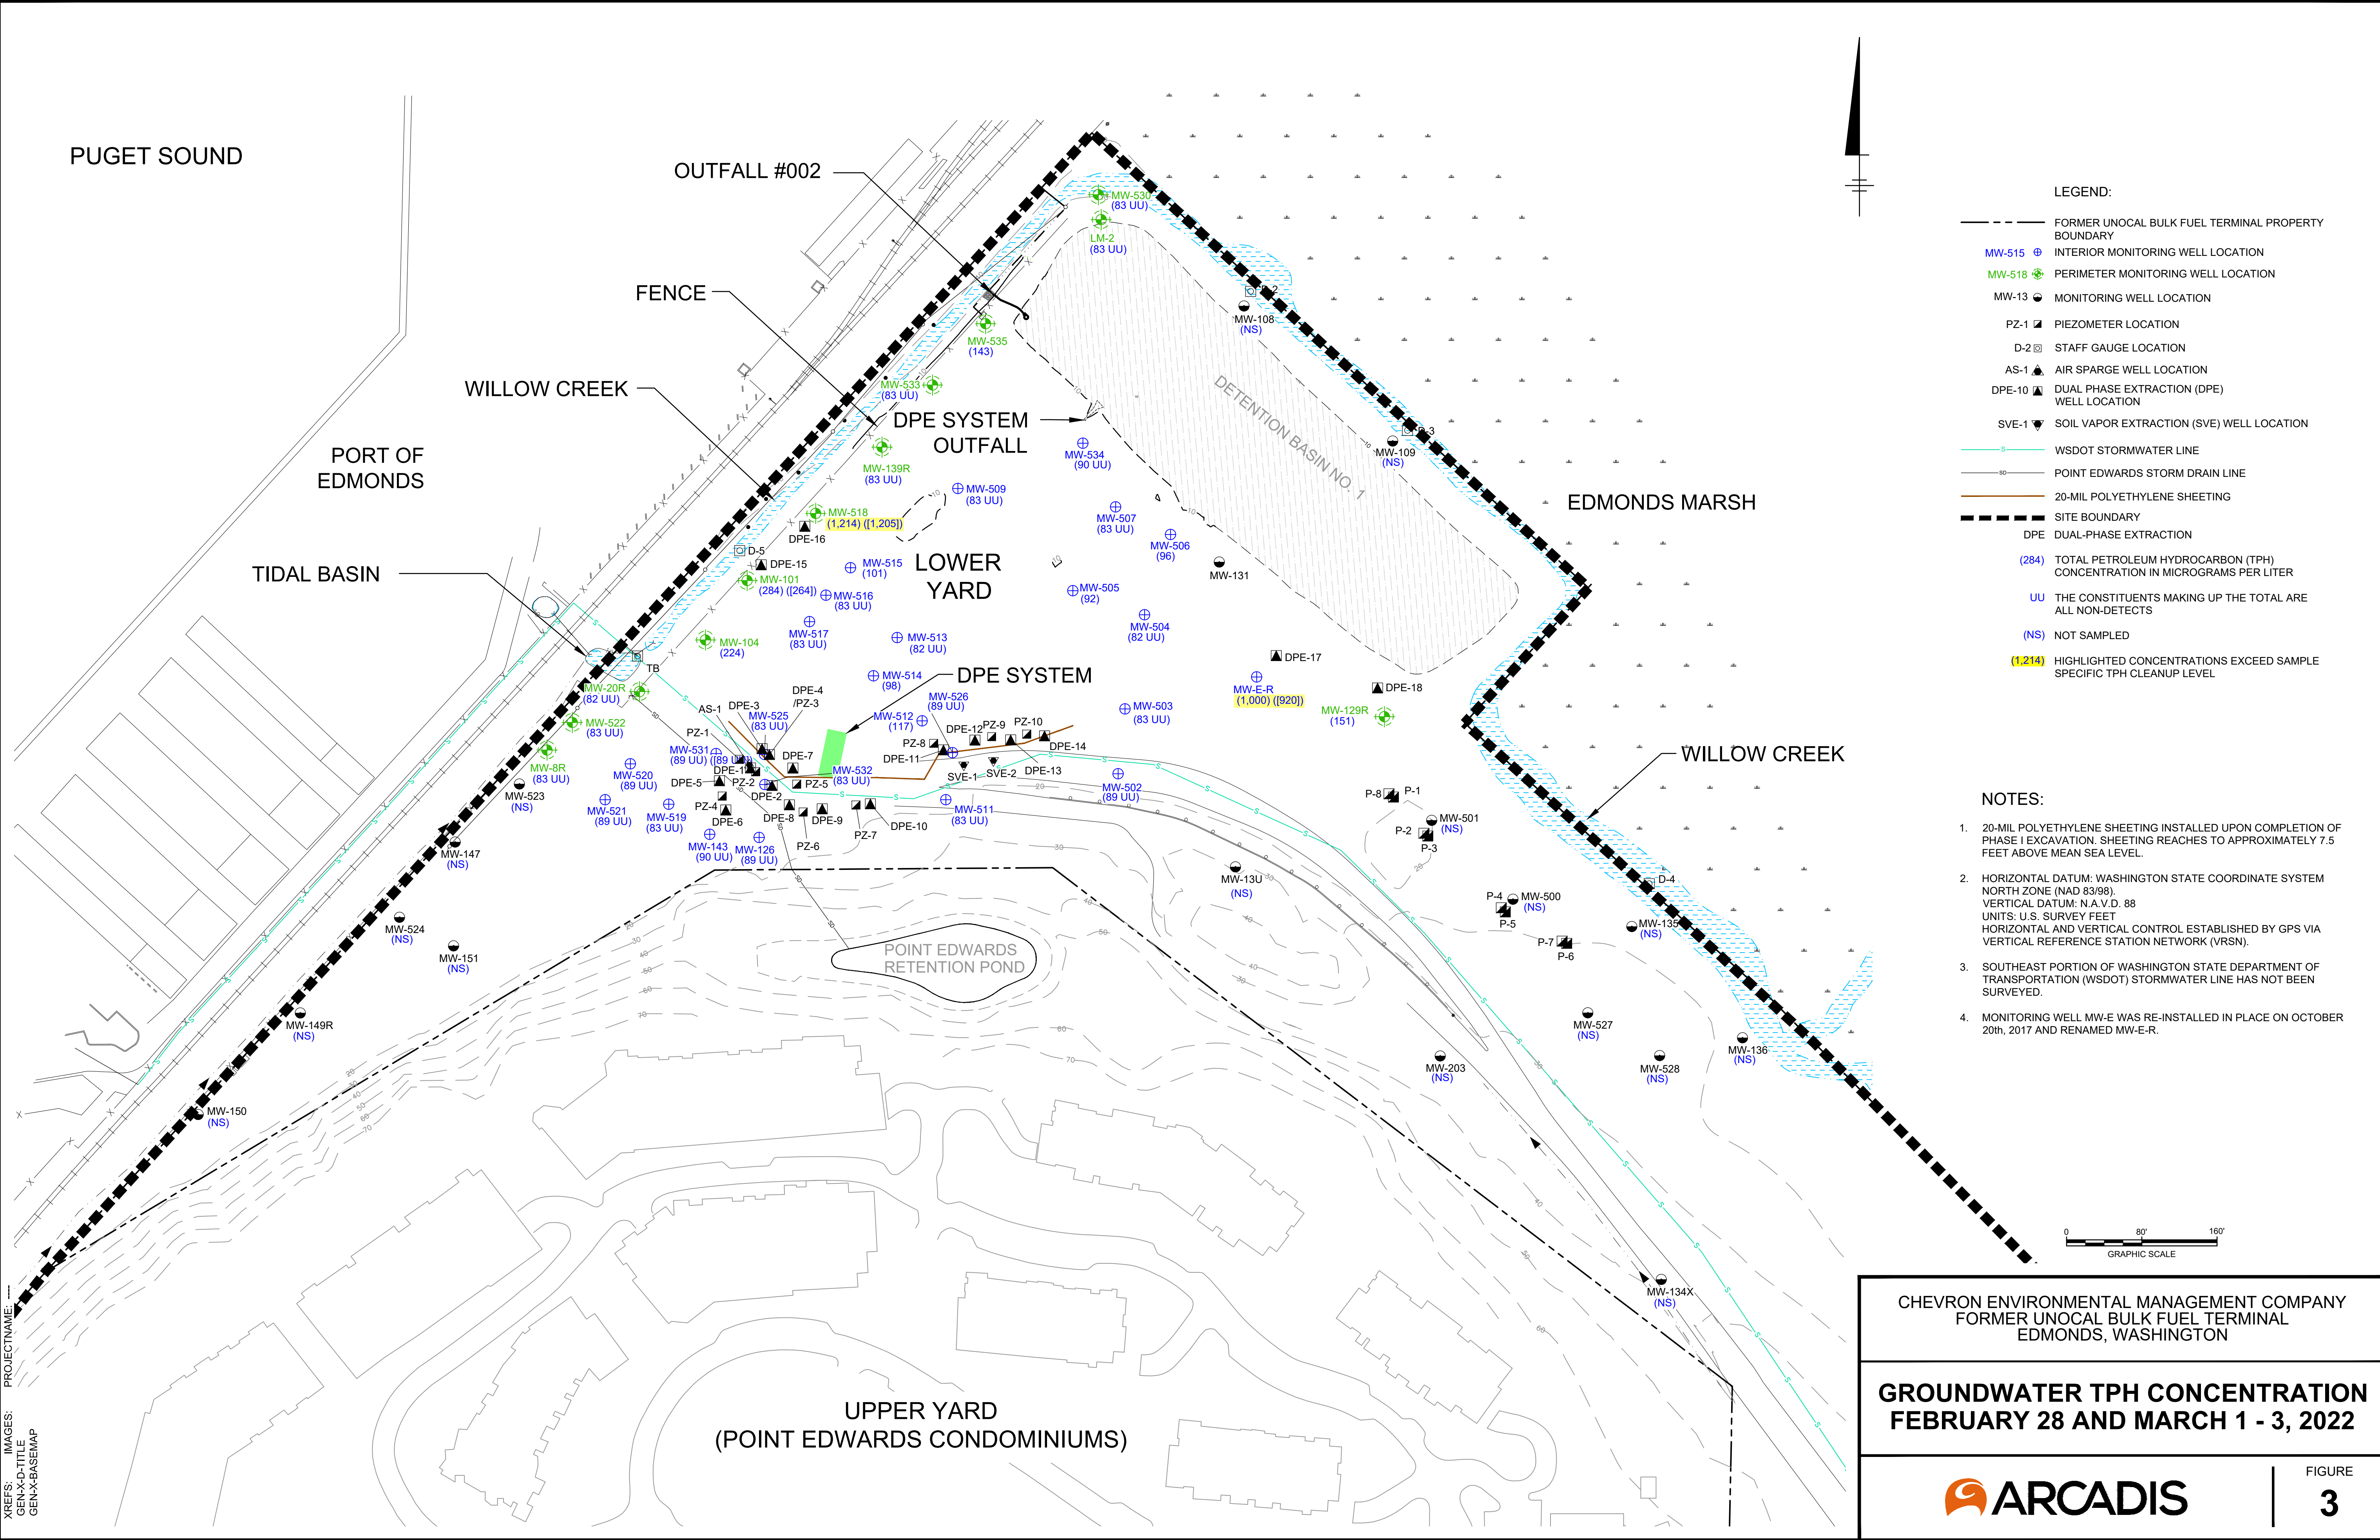 PUGET SOUND
OUTFALL #002
FENCE
WILLOW CREEK
PORT OF
EDMONDS
TIDAL BASIN
DPE SYSTEM
OUTFALL
LOWER
YARD
DPE SYSTEM
DETENTION BASIN NO. 1
EDMONDS MARSH
WILLOW CREEK
POINT EDWARDS
RETENTION POND
UPPER YARD
(POINT EDWARDS CONDOMINIUMS)
MW-530
(83 UU)
LM-2
(83 UU)
MW-535
(143)
MW-533
(83 UU)
MW-139R
(83 UU)
MW-518
(1,214) ([1,205])
DPE-16
D-5
DPE-15
MW-101
(284) ([264])
MW-104
(224)
TB
MW-20R
(82 UU)
MW-522
(83 UU)
MW-8R
(83 UU)
MW-523
(NS)
MW-147
(NS)
MW-524
(NS)
MW-151
(NS)
MW-149R
(NS)
MW-150
(NS)
MW-108
(NS)
MW-109
(NS)
MW-534
(90 UU)
MW-509
(83 UU)
MW-507
(83 UU)
MW-506
(96)
MW-131
MW-515
(101)
MW-516
(83 UU)
MW-517
(83 UU)
MW-513
(82 UU)
MW-505
(92)
MW-504
(82 UU)
MW-514
(98)
MW-526
(89 UU)
MW-512
(117)
MW-503
(83 UU)
DPE-17
MW-E-R
(1,000) ([920])
DPE-18
MW-129R
(151)
DPE-4
/PZ-3
AS-1
DPE-3
MW-525
(83 UU)
PZ-1
MW-531
(89 UU) ([89 UU])
DPE-7
PZ-8
DPE-12
PZ-9
PZ-10
DPE-14
DPE-11
DPE-13
SVE-1
SVE-2
MW-532
(83 UU)
DPE-5
PZ-2
PZ-5
DPE-2
PZ-4
DPE-6
DPE-8
DPE-9
PZ-6
PZ-7
DPE-10
MW-520
(89 UU)
MW-521
(89 UU)
MW-519
(83 UU)
MW-143
(90 UU)
MW-126
(89 UU)
MW-511
(83 UU)
MW-502
(89 UU)
P-8
P-1
MW-501
(NS)
P-2
P-3
MW-13U
(NS)
P-4
MW-500
(NS)
P-5
D-4
MW-135
(NS)
P-7
P-6
MW-527
(NS)
MW-136
(NS)
MW-528
(NS)
MW-203
(NS)
MW-134X
(NS)
LEGEND:
FORMER UNOCAL BULK FUEL TERMINAL PROPERTY
BOUNDARY
MW-515 INTERIOR MONITORING WELL LOCATION
MW-518 PERIMETER MONITORING WELL LOCATION
MW-13 MONITORING WELL LOCATION
PZ-1 PIEZOMETER LOCATION
D-2 STAFF GAUGE LOCATION
AS-1 AIR SPARGE WELL LOCATION
DPE-10 DUAL PHASE EXTRACTION (DPE)
WELL LOCATION
SVE-1 SOIL VAPOR EXTRACTION (SVE) WELL LOCATION
S WSDOT STORMWATER LINE
SD POINT EDWARDS STORM DRAIN LINE
20-MIL POLYETHYLENE SHEETING
SITE BOUNDARY
DPE DUAL-PHASE EXTRACTION
(284) TOTAL PETROLEUM HYDROCARBON (TPH)
CONCENTRATION IN MICROGRAMS PER LITER
UU THE CONSTITUENTS MAKING UP THE TOTAL ARE
ALL NON-DETECTS
(NS) NOT SAMPLED
(1,214) HIGHLIGHTED CONCENTRATIONS EXCEED SAMPLE
SPECIFIC TPH CLEANUP LEVEL
NOTES:
1. 20-MIL POLYETHYLENE SHEETING INSTALLED UPON COMPLETION OF
PHASE I EXCAVATION. SHEETING REACHES TO APPROXIMATELY 7.5
FEET ABOVE MEAN SEA LEVEL.
2. HORIZONTAL DATUM: WASHINGTON STATE COORDINATE SYSTEM
NORTH ZONE (NAD 83/98).
VERTICAL DATUM: N.A.V.D. 88
UNITS: U.S. SURVEY FEET
HORIZONTAL AND VERTICAL CONTROL ESTABLISHED BY GPS VIA
VERTICAL REFERENCE STATION NETWORK (VRSN).
3. SOUTHEAST PORTION OF WASHINGTON STATE DEPARTMENT OF
TRANSPORTATION (WSDOT) STORMWATER LINE HAS NOT BEEN
SURVEYED.
4. MONITORING WELL MW-E WAS RE-INSTALLED IN PLACE ON OCTOBER
20th, 2017 AND RENAMED MW-E-R.
0 80' 160'
GRAPHIC SCALE
CHEVRON ENVIRONMENTAL MANAGEMENT COMPANY
FORMER UNOCAL BULK FUEL TERMINAL
EDMONDS, WASHINGTON
GROUNDWATER TPH CONCENTRATION
FEBRUARY 28 AND MARCH 1 - 3, 2022
ARCADIS
FIGURE
3
XREFS: IMAGES: PROJECTNAME: ----
GEN-X-D-TITLE
GEN-X-BASEMAP